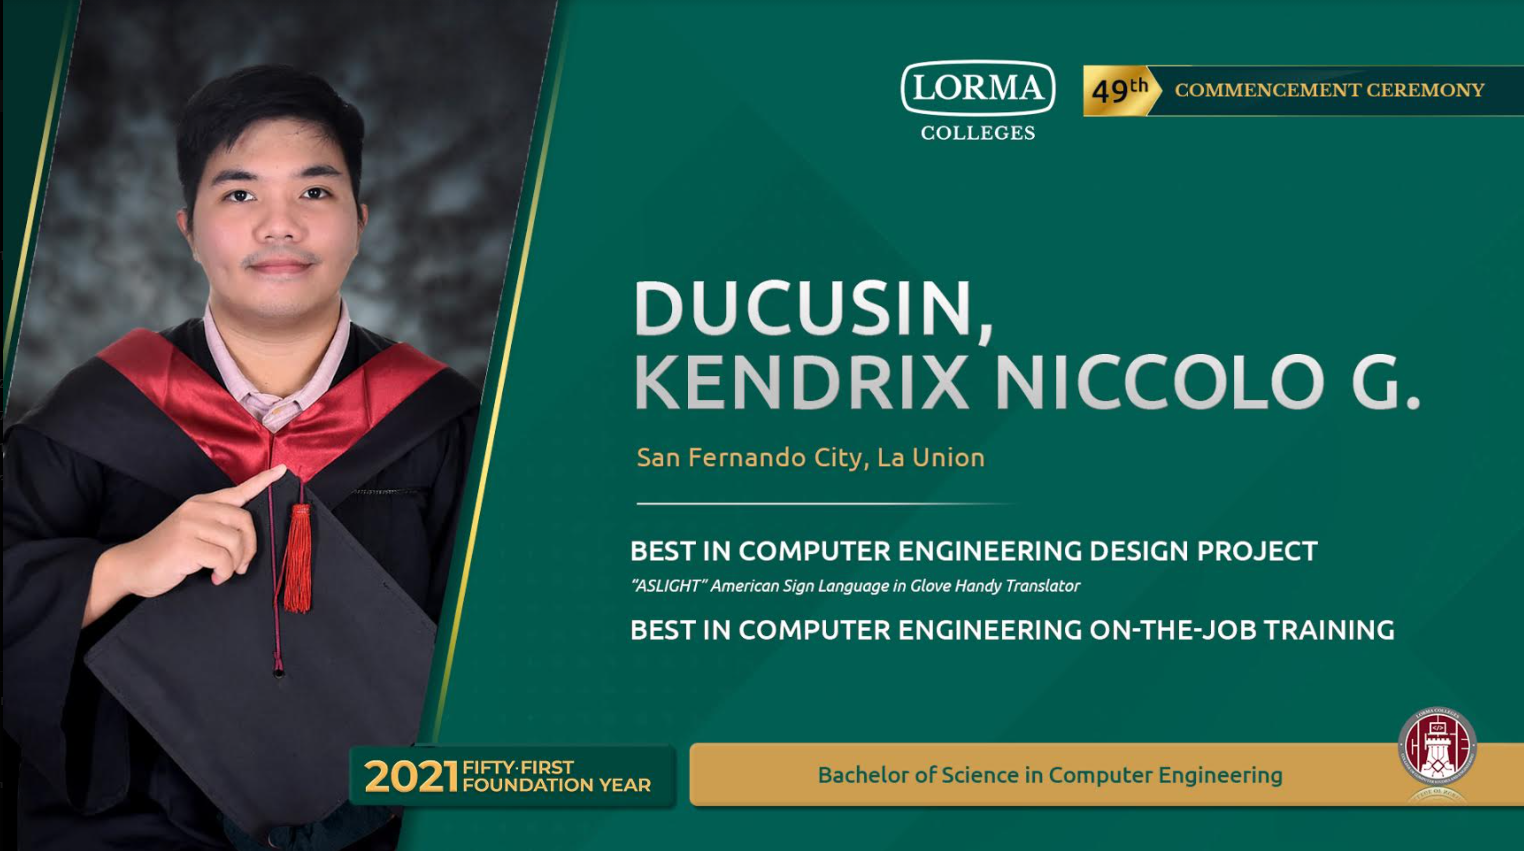 LORMA
COLLEGES
49th
COMMENCEMENT CEREMONY
DUCUSIN,
KENDRIX NICCOLO G.
San Fernando City, La Union
BEST IN COMPUTER ENGINEERING DESIGN PROJECT
“ASLIGHT” American Sign Language in Glove Handy Translator
BEST IN COMPUTER ENGINEERING ON-THE-JOB TRAINING
2021
FIFTY·FIRST
FOUNDATION YEAR
Bachelor of Science in Computer Engineering
LORMA COLLEGES